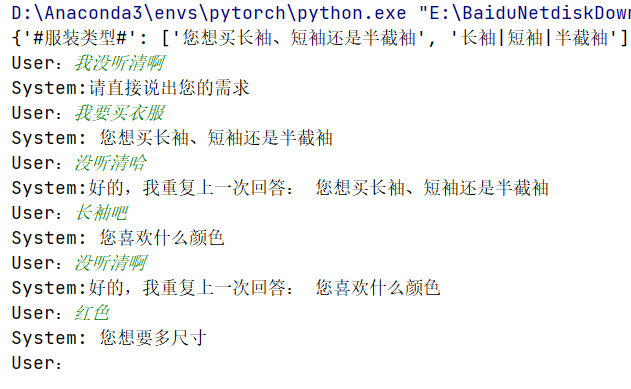 D:\Anaconda3\envs\pytorch\python.exe "E:\BaiduNetdiskDow
{'#服装类型#': ['您想买长袖、短袖还是半截袖', '长袖|短袖|半截袖']
User：我没听清啊
System:请直接说出您的需求
User：我要买衣服
System: 您想买长袖、短袖还是半截袖
User：没听清哈
System:好的，我重复上一次回答： 您想买长袖、短袖还是半截袖
User：长袖吧
System: 您喜欢什么颜色
User：没听清啊
System:好的，我重复上一次回答： 您喜欢什么颜色
User：红色
System: 您想要多尺寸
User：